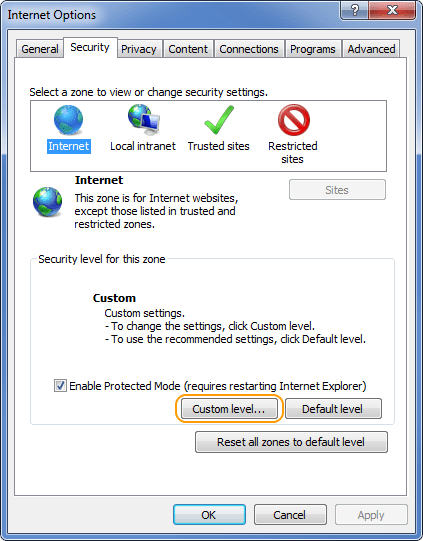 Internet Options
General Security Privacy Content Connections Programs Advanced
Select a zone to view or change security settings.
Internet Local intranet Trusted sites Restricted
sites
Internet
Sites
This zone is for Internet websites,
except those listed in trusted and
restricted zones.
Security level for this zone
Custom
Custom settings.
- To change the settings, click Custom level.
- To use the recommended settings, click Default level.
Enable Protected Mode (requires restarting Internet Explorer)
Custom level... Default level
Reset all zones to default level
OK Cancel Apply